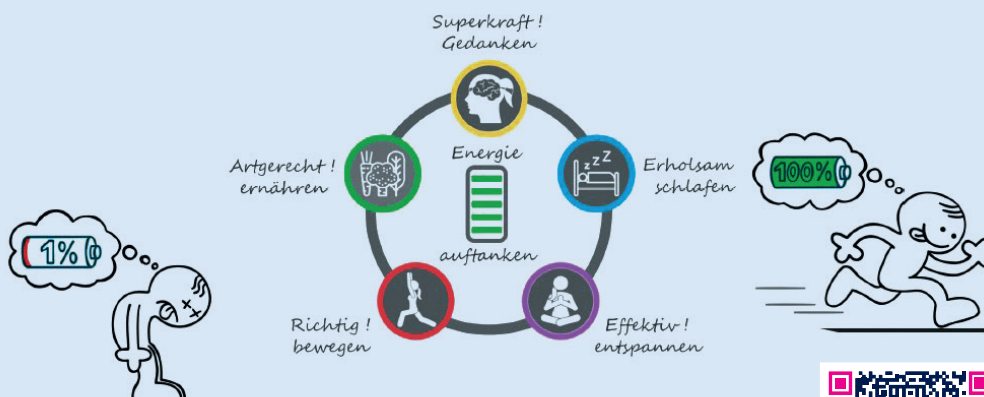 Superkraft!
Gedanken
Artgerecht!
ernähren
Energie
Erholsam
schlafen
z z Z Z
100%
1%
auftanken
Richtig!
bewegen
Effektiv!
entspannen